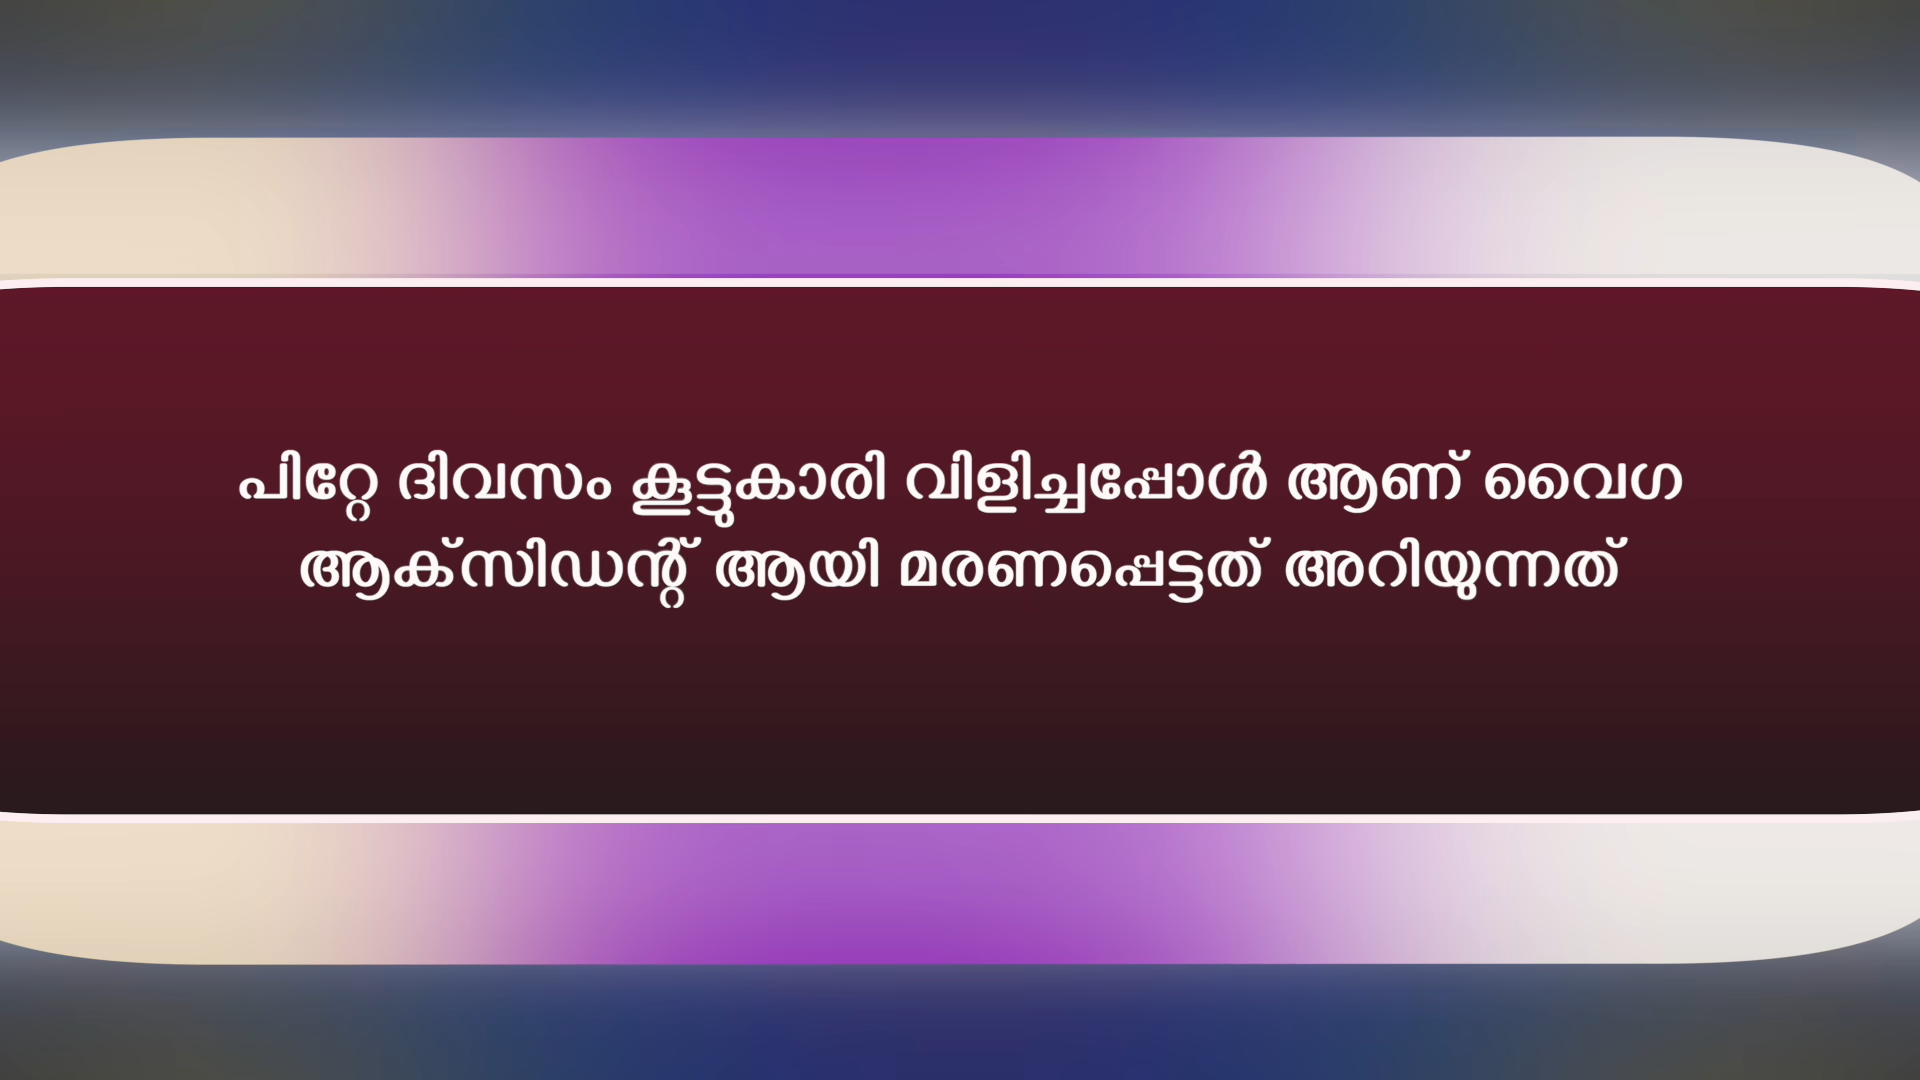 പിറ്റേ ദിവസം കൂട്ടുകാരി വിളിച്ചപ്പോൾ ആണ് വൈഗ
ആക്സിഡന്റ് ആയി മരണപ്പെട്ടത് അറിയുന്നത്